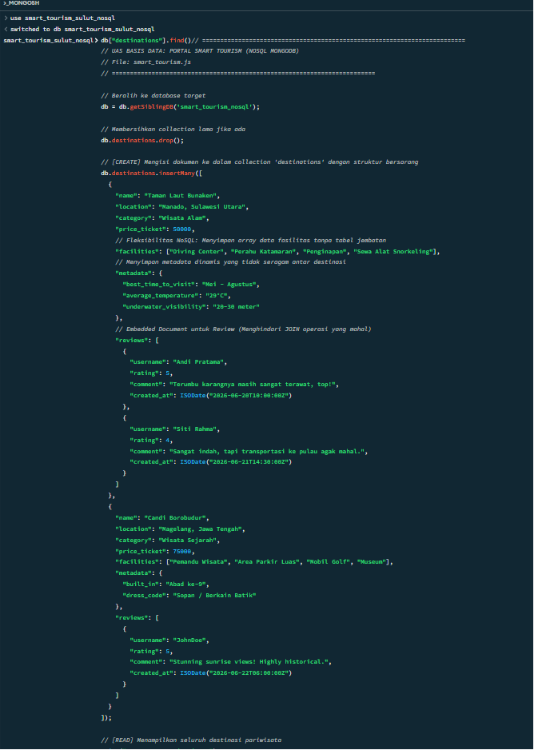 >_MONGOSH
> use smart_tourism_sulut_nosql
< switched to db smart_tourism_sulut_nosql
smart_tourism_sulut_nosql> db["destinations"].find()// ==========================================================================
// UAS BASIS DATA: PORTAL SMART TOURISM (NOSQL MONGODB)
// File: smart_tourism.js
// ==========================================================================
// Beralih ke database target
db = db.getSiblingDB('smart_tourism_nosql');
// Membersihkan collection lama jika ada
db.destinations.drop();
// [CREATE] Mengisi dokumen ke dalam collection 'destinations' dengan struktur bersarang
db.destinations.insertMany([
{
"name": "Taman Laut Bunaken",
"location": "Manado, Sulawesi Utara",
"category": "Wisata Alam",
"price_ticket": 50000,
// Fleksibilitas NoSQL: Menyimpan array data fasilitas tanpa tabel jembatan
"facilities": ["Diving Center", "Perahu Katamaran", "Penginapan", "Sewa Alat Snorkeling"],
// Menyimpan metadata dinamis yang tidak seragam antar destinasi
"metadata": {
"best_time_to_visit": "Mei - Agustus",
"average_temperature": "29°C",
"underwater_visibility": "20-30 meter"
},
// Embedded Document untuk Review (Menghindari JOIN operasi yang mahal)
"reviews": [
{
"username": "Andi Pratama",
"rating": 5,
"comment": "Terumbu karangnya masih sangat terawat, top!",
"created_at": ISODate("2026-06-20T10:00:00Z")
},
{
"username": "Siti Rahma",
"rating": 4,
"comment": "Sangat indah, tapi transportasi ke pulau agak mahal.",
"created_at": ISODate("2026-06-21T14:30:00Z")
}
]
},
{
"name": "Candi Borobudur",
"location": "Magelang, Jawa Tengah",
"category": "Wisata Sejarah",
"price_ticket": 75000,
"facilities": ["Pemandu Wisata", "Area Parkir Luas", "Mobil Golf", "Museum"],
"metadata": {
"built_in": "Abad ke-9",
"dress_code": "Sopan / Berkain Batik"
},
"reviews": [
{
"username": "JohnDoe",
"rating": 5,
"comment": "Stunning sunrise views! Highly historical.",
"created_at": ISODate("2026-06-22T06:00:00Z")
}
]
}
]);
// [READ] Menampilkan seluruh destinasi pariwisata